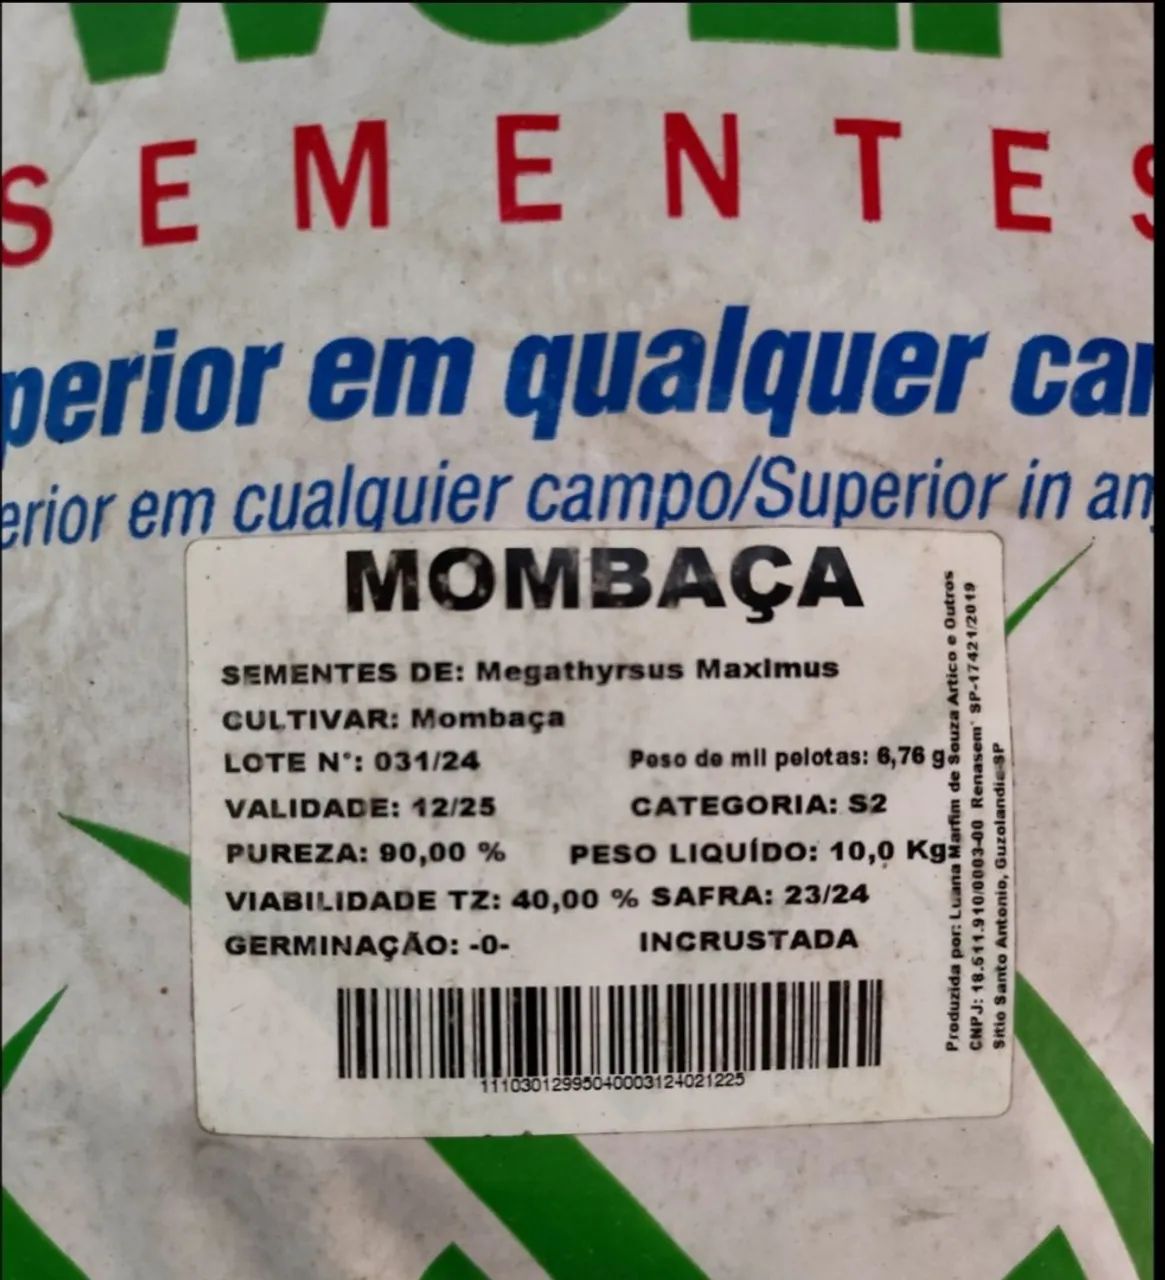 SEMENTES
perior em qualquer car
erior em cualquier campo/Superior in an
MOMBAÇA
SEMENTES DE: Megathyrsus Maximus
CULTIVAR: Mombaça
LOTE N°: 031/24 Peso de mil pelotas: 6,76 g
VALIDADE: 12/25 CATEGORIA: S2
PUREZA: 90,00 % PESO LIQUÍDO: 10,0 Kg
VIABILIDADE TZ: 40,00 % SAFRA: 23/24
GERMINAÇÃO: -0- INCRUSTADA
11103012995040003124021225
Produzida por: Luana Marfim de Souza Artico e Outros
CNPJ: 18.511.910/0003-00 Renasem° SP-17421/2019
Sitio Santo Antonio, Guzolandia-SP